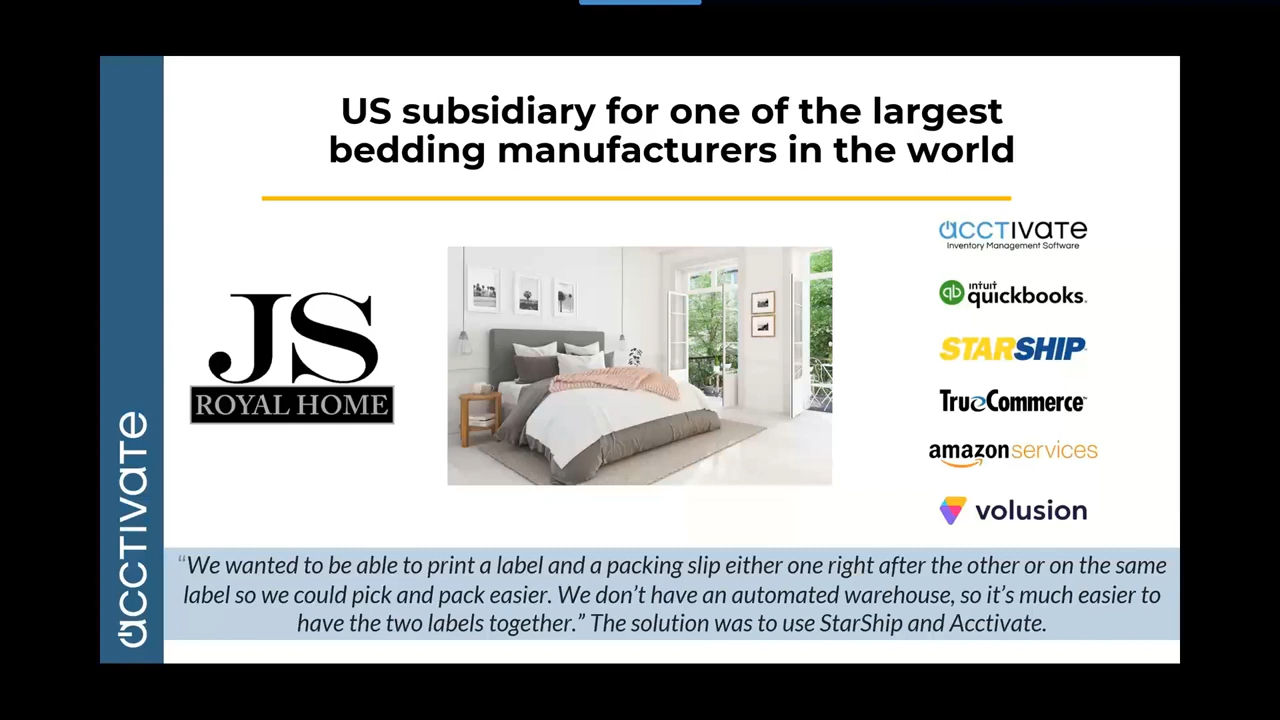 US subsidiary for one of the largest
bedding manufacturers in the world
acctivate
Inventory Management Software
intuit
quickbooks.
STARSHIP
TrueCommerce
amazonservices
volusion
JS
ROYAL HOME
acctivate
“We wanted to be able to print a label and a packing slip either one right after the other or on the same
label so we could pick and pack easier. We don’t have an automated warehouse, so it’s much easier to
have the two labels together.” The solution was to use StarShip and Acctivate.